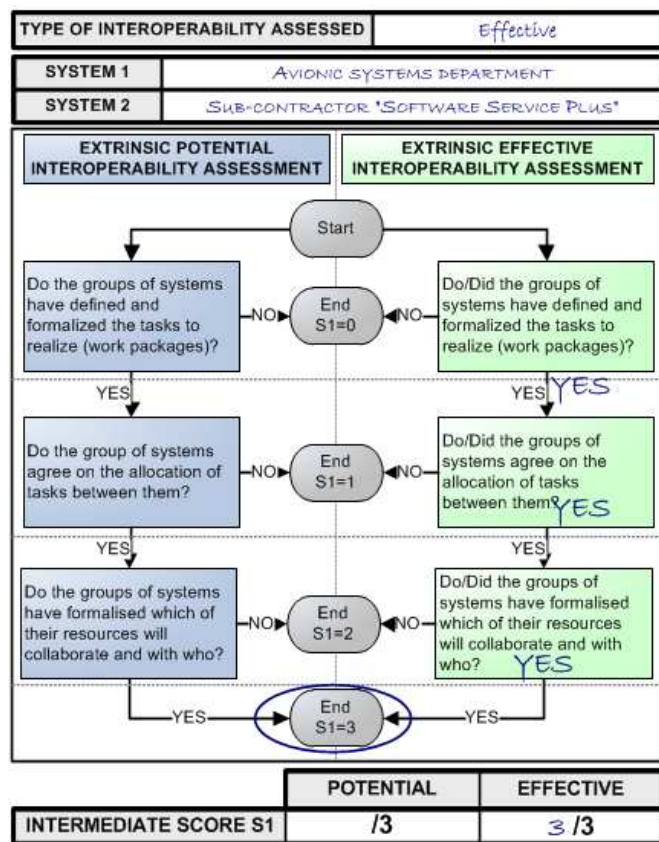 TYPE OF INTEROPERABILITY ASSESSED Effective
SYSTEM 1 AVIONIC SYSTEMS DEPARTMENT
SYSTEM 2 SUB-CONTRACTOR "SOFTWARE SERVICE PLUS"
EXTRINSIC POTENTIAL
INTEROPERABILITY ASSESSMENT
EXTRINSIC EFFECTIVE
INTEROPERABILITY ASSESSMENT
Start
Do the groups of systems
have defined and
formalized the tasks to
realize (work packages)?
NO
End
S1=0
NO
Do/Did the groups of
systems have defined and
formalized the tasks to
realize (work packages)?
YES
YES YES
Do the group of systems
agree on the allocation of
tasks between them?
NO
End
S1=1
NO
Do/Did the groups of
systems agree on the
allocation of tasks
between them? YES
YES
YES
Do the groups of systems
have formalised which of
their resources will
collaborate and with who?
NO
End
S1=2
NO
Do/Did the groups of
systems have formalised
which of their resources
will collaborate and with
who? YES
YES
End
S1=3
YES
POTENTIAL EFFECTIVE
INTERMEDIATE SCORE S1 /3 3 /3